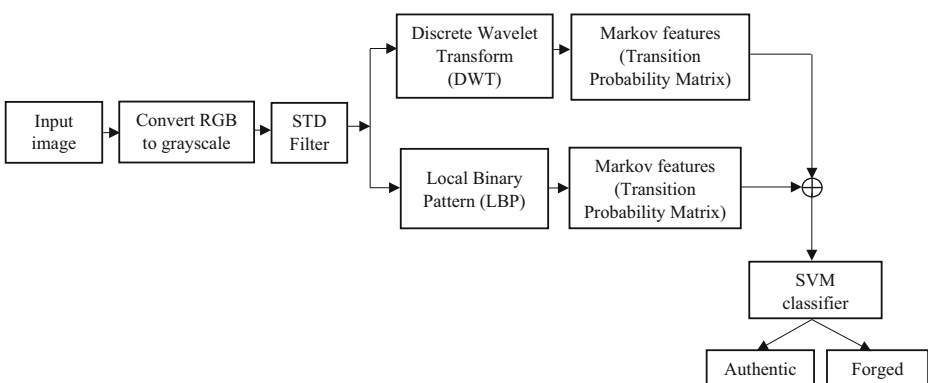 Input
image
Convert RGB
to grayscale
STD
Filter
Discrete Wavelet
Transform
(DWT)
Markov features
(Transition
Probability Matrix)
Local Binary
Pattern (LBP)
Markov features
(Transition
Probability Matrix)
SVM
classifier
Authentic
Forged